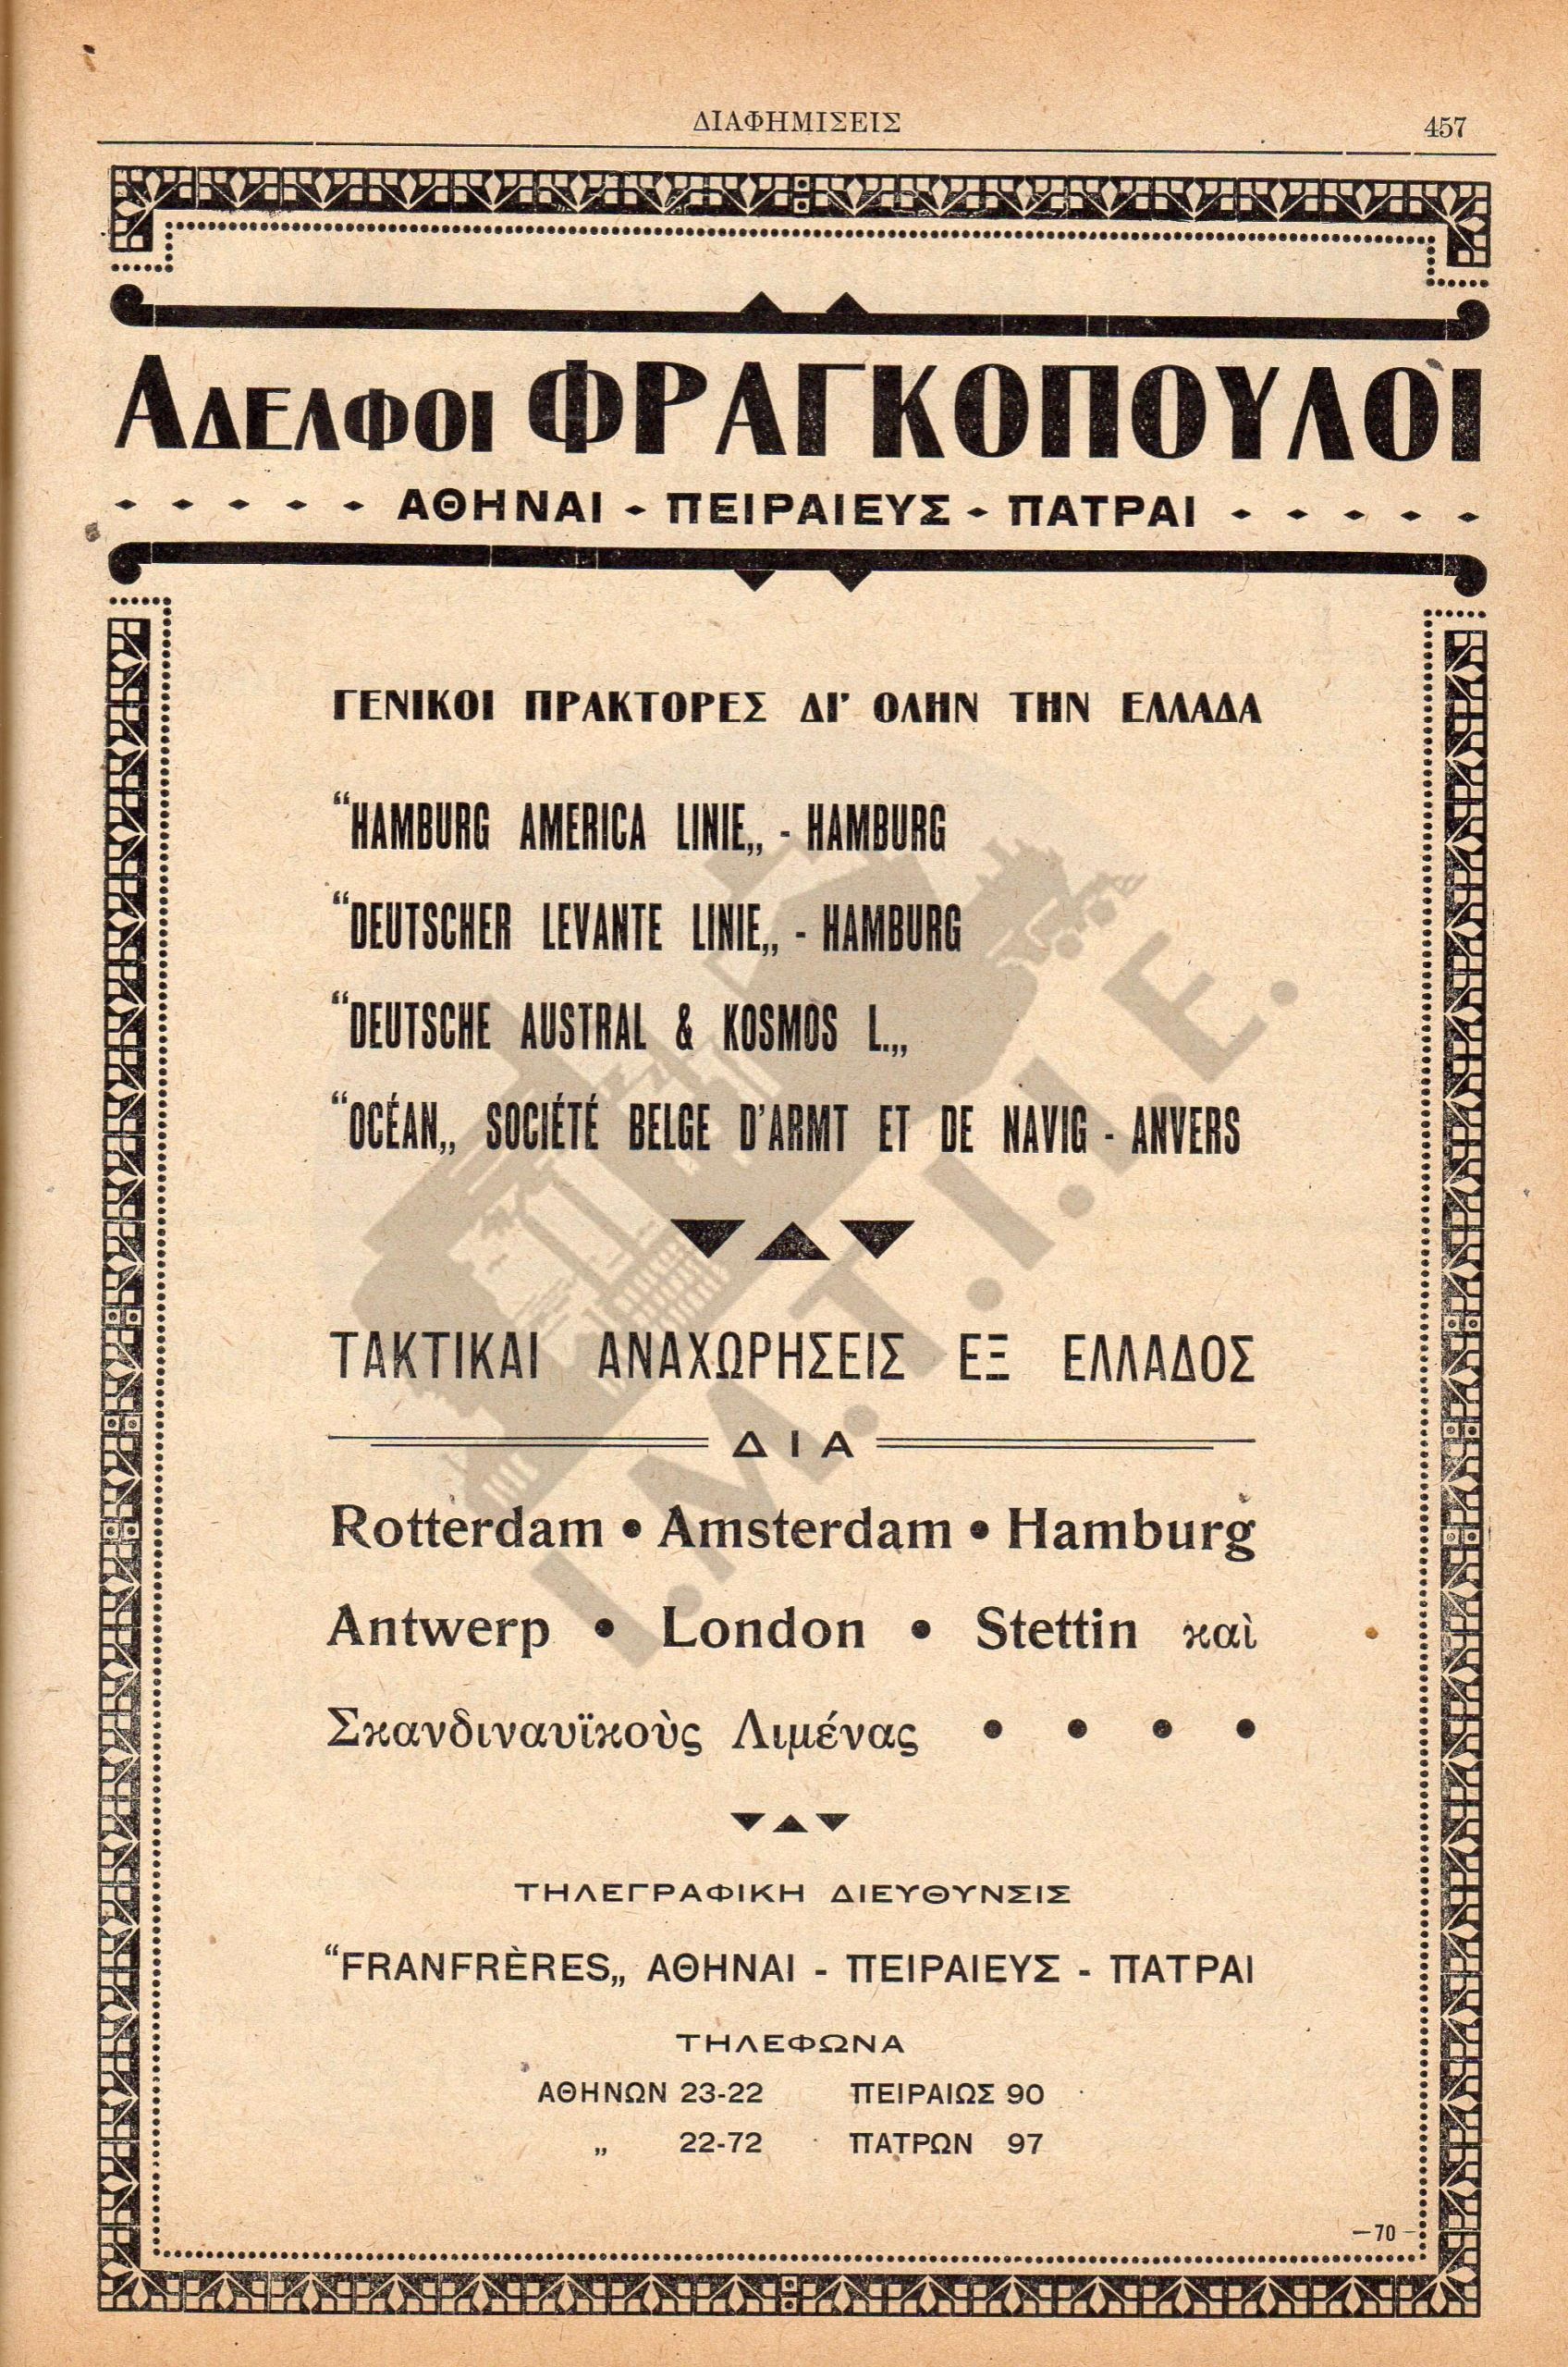 ΔΙΑΦΗΜΙΣΕΙΣ 457
ΑΔΕΛΦΟΙ ΦΡΑΓΚΟΠΟΥΛΟΙ
ΑΘΗΝΑΙ - ΠΕΙΡΑΙΕΥΣ - ΠΑΤΡΑΙ
ΓΕΝΙΚΟΙ ΠΡΑΚΤΟΡΕΣ ΔΙ' ΟΛΗΝ ΤΗΝ ΕΛΛΑΔΑ
“HAMBURG AMERICA LINIE„ - HAMBURG
“DEUTSCHER LEVANTE LINIE„ - HAMBURG
“DEUTSCHE AUSTRAL & KOSMOS L.„
“OCÉAN„ SOCIÉTÉ BELGE D'ARMT ET DE NAVIG - ANVERS
ΤΑΚΤΙΚΑΙ ΑΝΑΧΩΡΗΣΕΙΣ ΕΞ ΕΛΛΑΔΟΣ
ΔΙΑ
Rotterdam • Amsterdam • Hamburg
Antwerp • London • Stettin καὶ
Σκανδιναυϊκοὺς Λιμένας • • • •
ΤΗΛΕΓΡΑΦΙΚΗ ΔΙΕΥΘΥΝΣΙΣ
“FRANFRÈRES„ ΑΘΗΝΑΙ - ΠΕΙΡΑΙΕΥΣ - ΠΑΤΡΑΙ
ΤΗΛΕΦΩΝΑ
ΑΘΗΝΩΝ 23-22 ΠΕΙΡΑΙΩΣ 90
„ 22-72 ΠΑΤΡΩΝ 97
—70—
Ι.Μ.Τ.Ι.Ι.Ε.